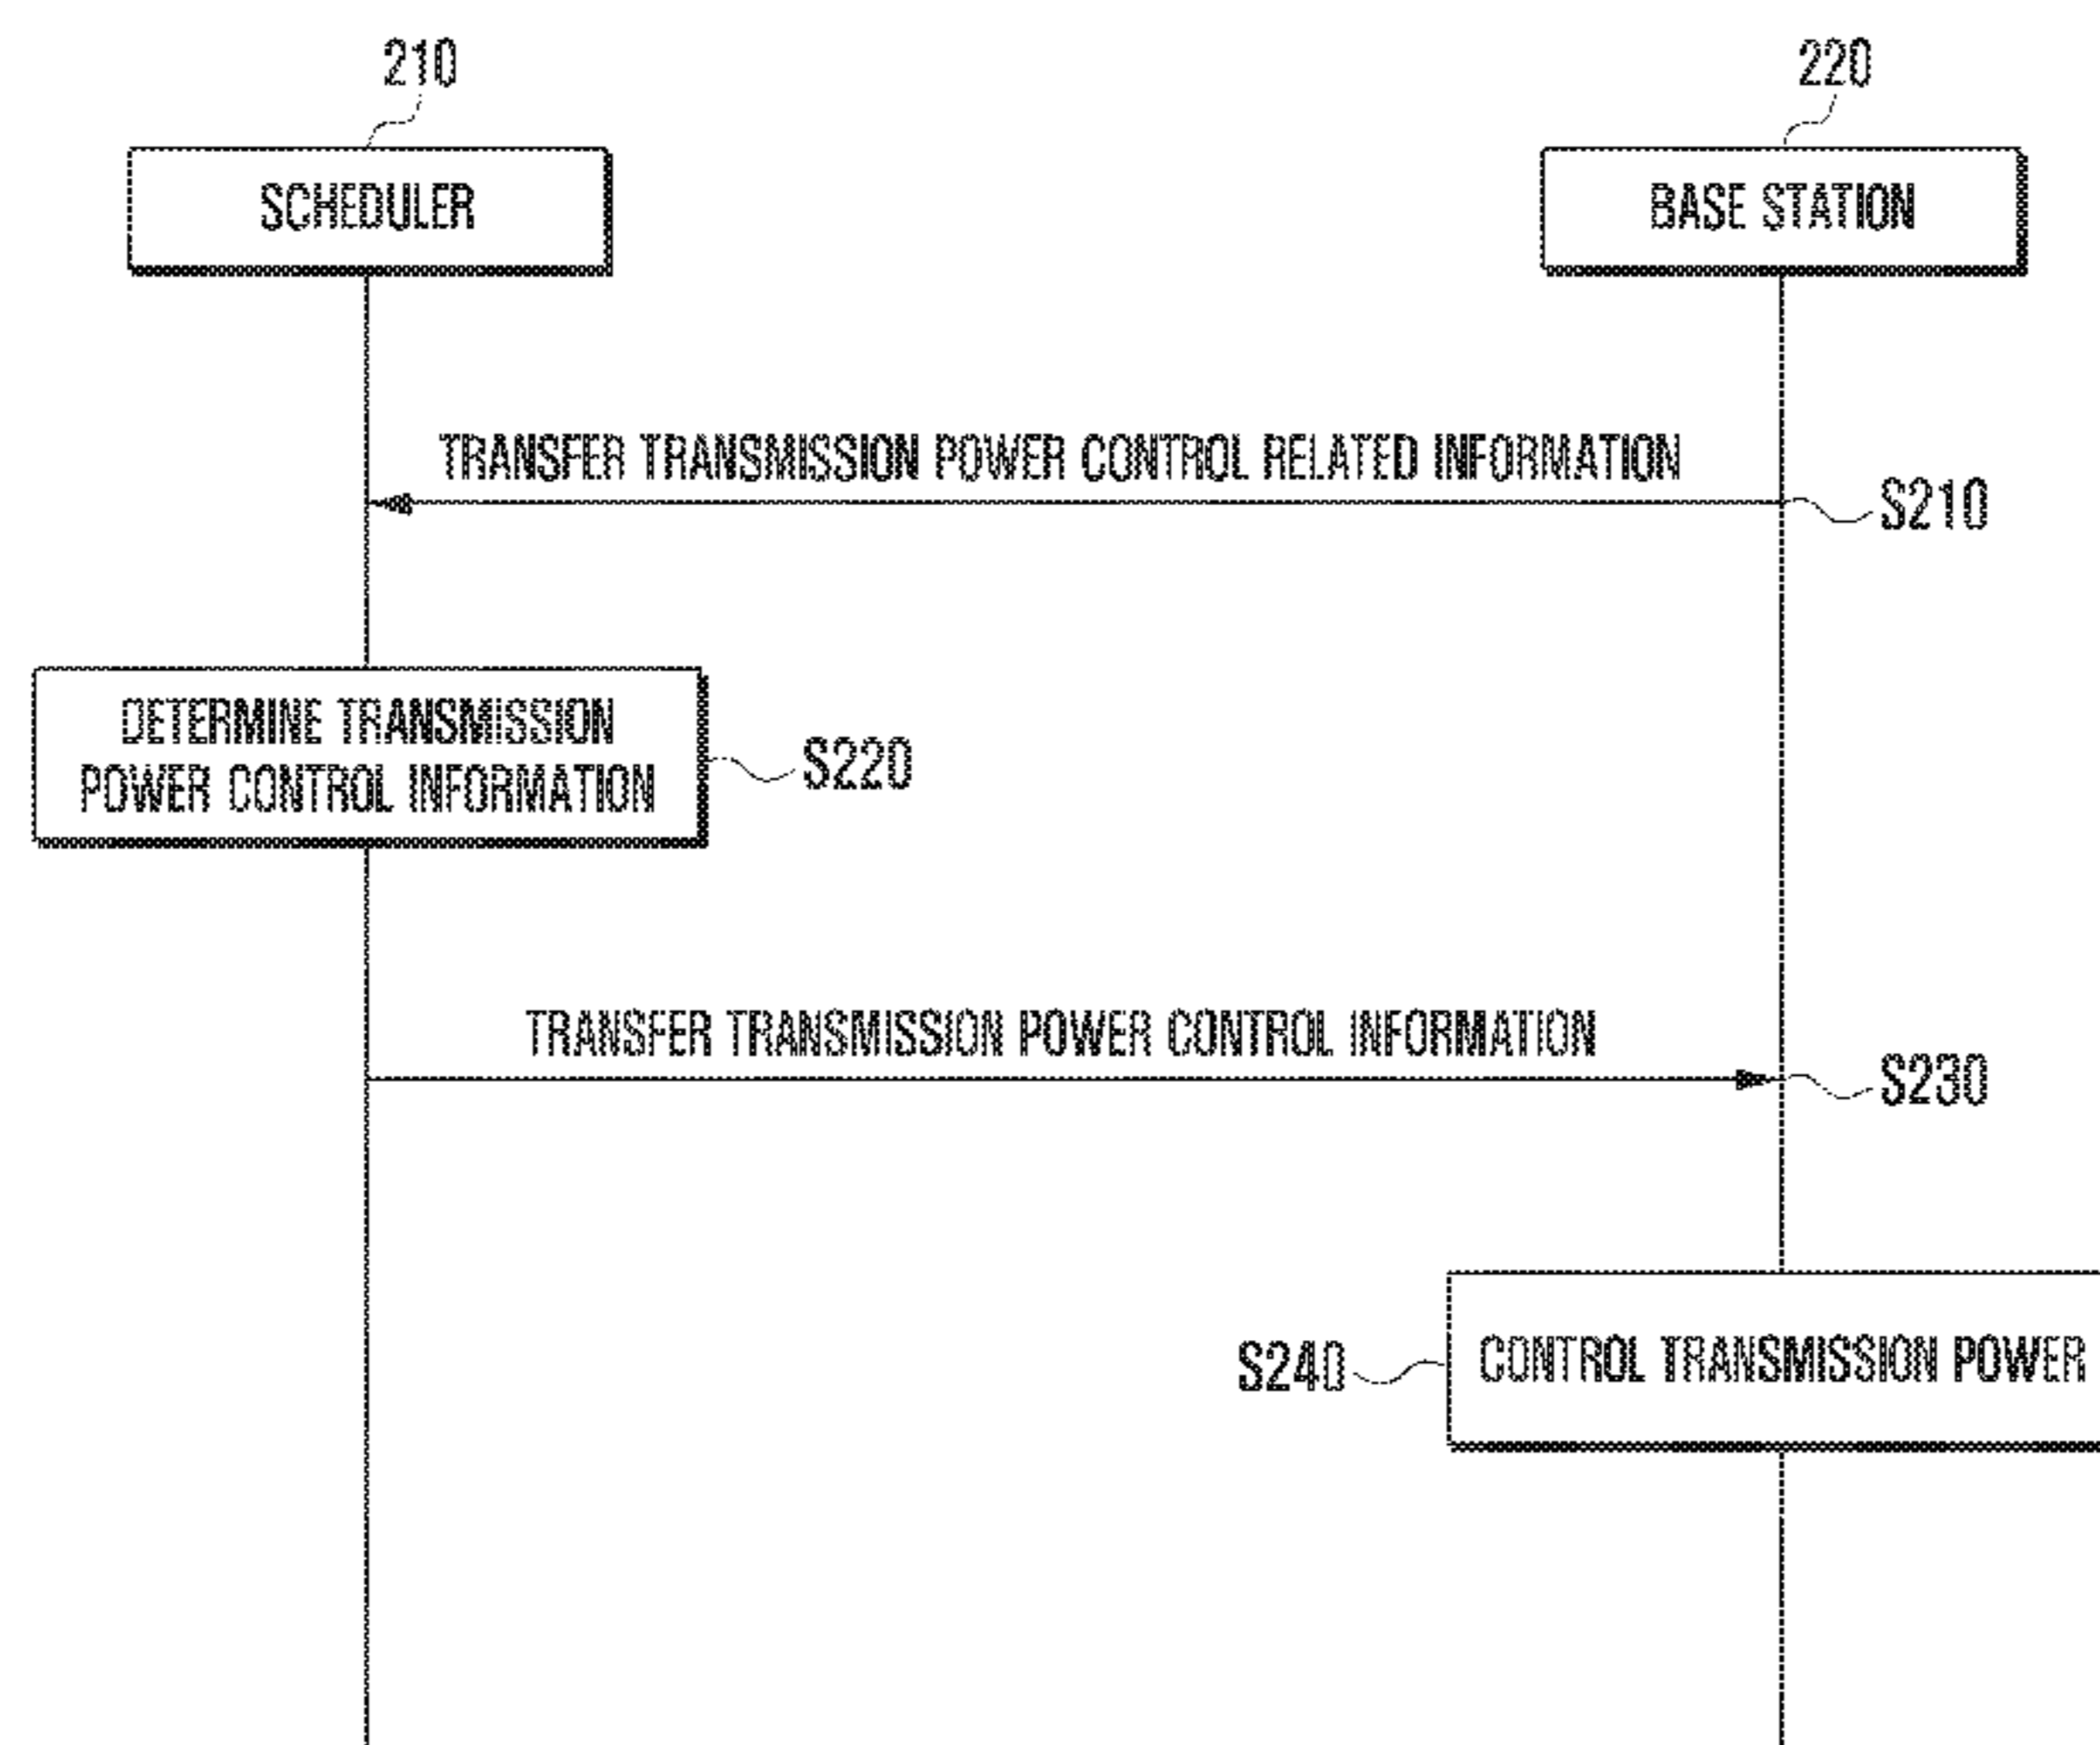 210
220
SCHEDULER
BASE STATION
TRANSFER TRANSMISSION POWER CONTROL RELATED INFORMATION
S210
DETERMINE TRANSMISSION
POWER CONTROL INFORMATION
S220
TRANSFER TRANSMISSION POWER CONTROL INFORMATION
S230
S240
CONTROL TRANSMISSION POWER